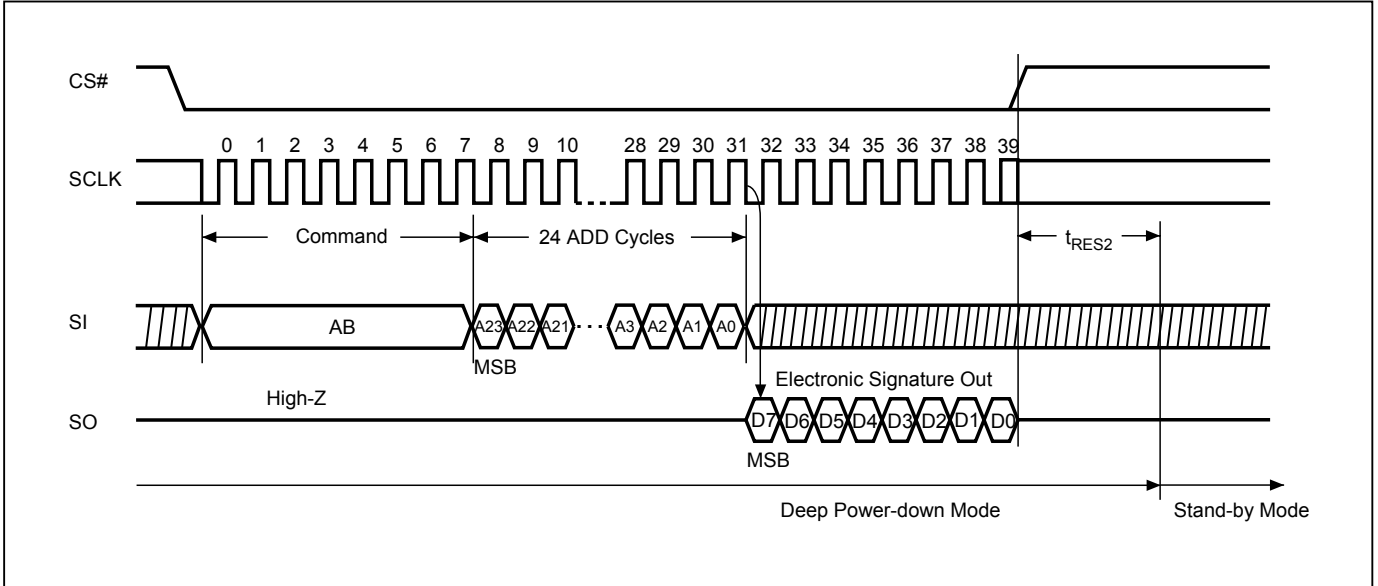 CS#
0 1 2 3 4 5 6 7 8 9 10 28 29 30 31 32 33 34 35 36 37 38 39
SCLK
Command 24 ADD Cycles tRES2
SI AB A23 A22 A21 A3 A2 A1 A0
MSB
Electronic Signature Out
High-Z
SO D7 D6 D5 D4 D3 D2 D1 D0
MSB
Deep Power-down Mode Stand-by Mode